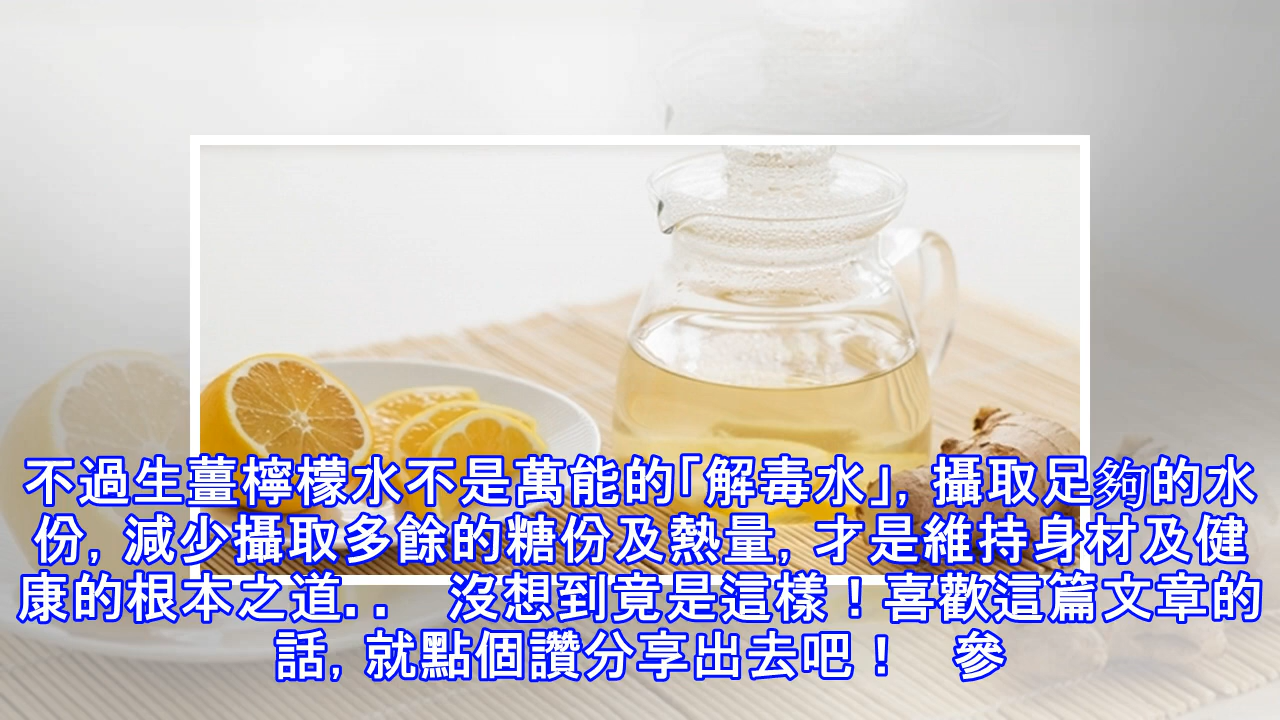 不過生薑檸檬水不是萬能的「解毒水」, 攝取足夠的水
份, 減少攝取多餘的糖份及熱量, 才是維持身材及健
康的根本之道. .　沒想到竟是這樣！喜歡這篇文章的
話, 就點個讚分享出去吧！　參